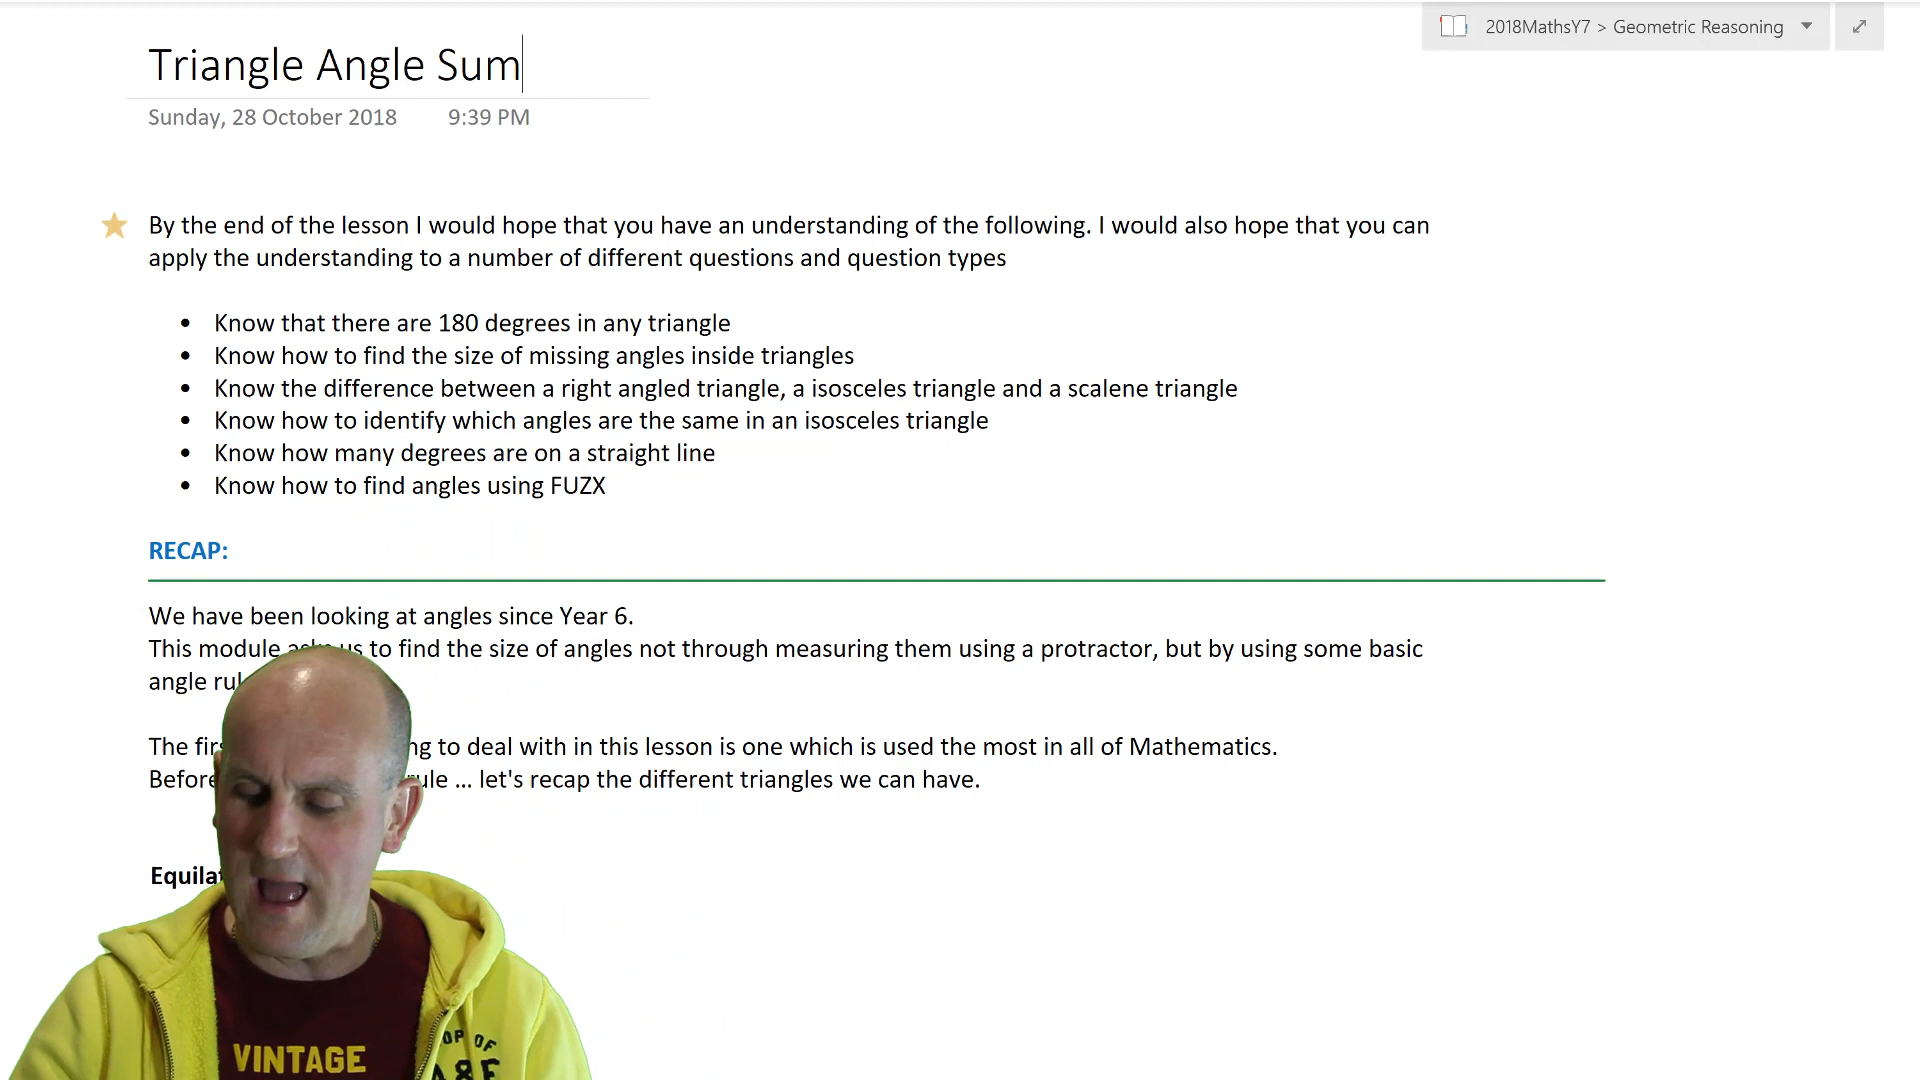 2018MathsY7 > Geometric Reasoning
Triangle Angle Sum
Sunday, 28 October 2018 9:39 PM
By the end of the lesson I would hope that you have an understanding of the following. I would also hope that you can
apply the understanding to a number of different questions and question types
• Know that there are 180 degrees in any triangle
• Know how to find the size of missing angles inside triangles
• Know the difference between a right angled triangle, a isosceles triangle and a scalene triangle
• Know how to identify which angles are the same in an isosceles triangle
• Know how many degrees are on a straight line
• Know how to find angles using FUZX
RECAP:
We have been looking at angles since Year 6.
This module us to find the size of angles not through measuring them using a protractor, but by using some basic
angle
The to deal with in this lesson is one which is used the most in all of Mathematics.
Before ... let's recap the different triangles we can have.
VINTAGE
OF